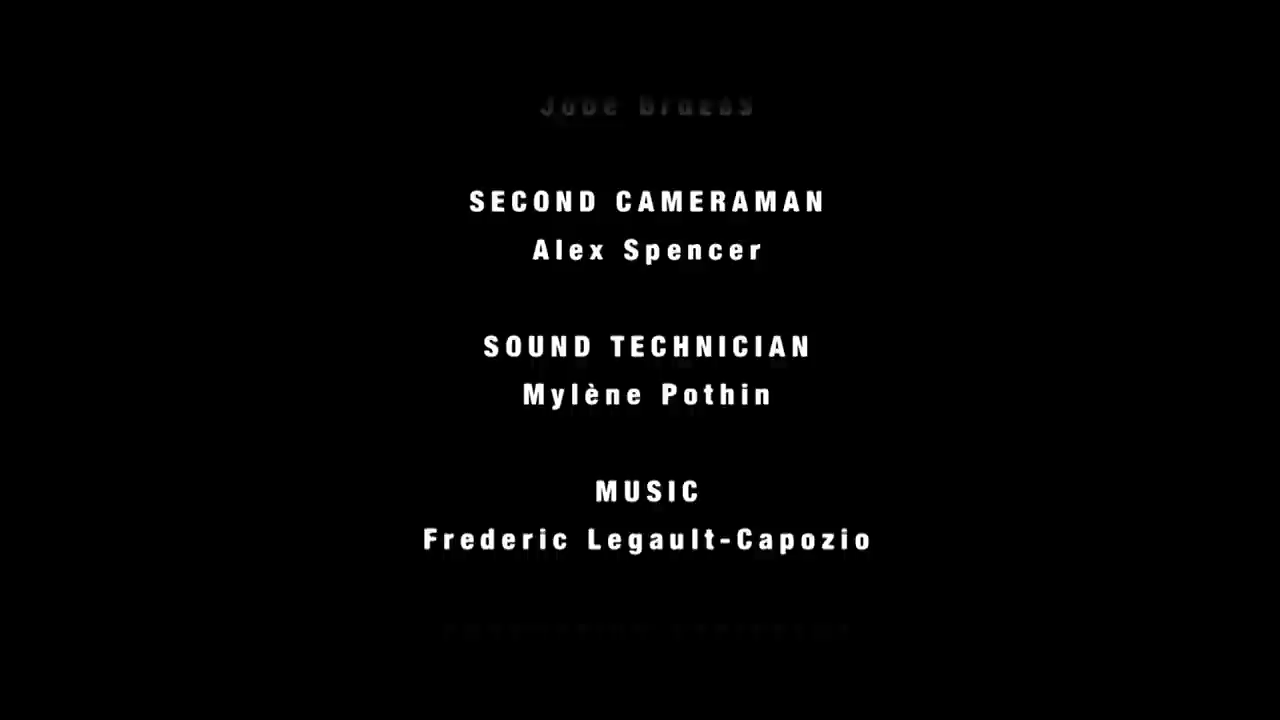 SECOND CAMERAMAN
Alex Spencer
SOUND TECHNICIAN
Mylène Pothin
MUSIC
Frederic Legault-Capozio